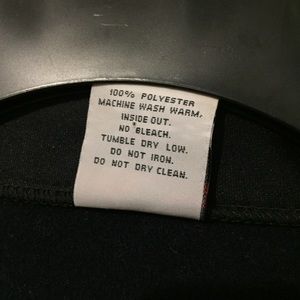 100% POLYESTER
MACHINE WASH WARM,
INSIDE OUT.
NO BLEACH.
TUMBLE DRY LOW.
DO NOT IRON.
DO NOT DRY CLEAN.